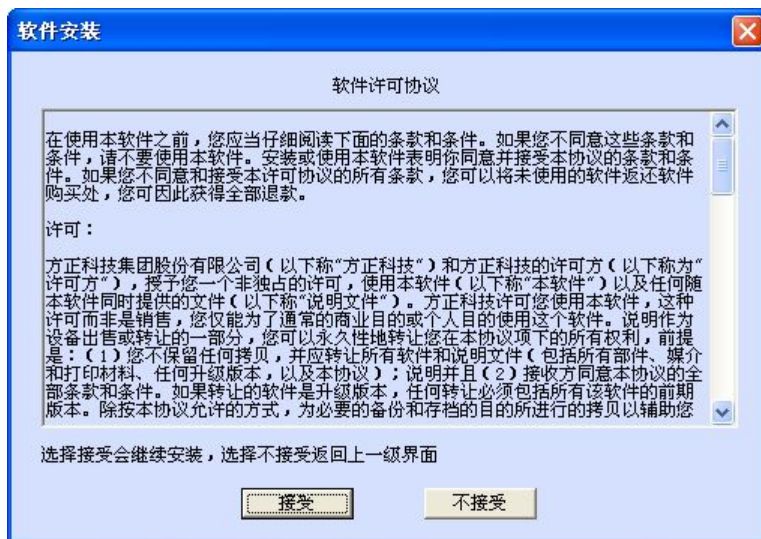 软件安装
软件许可协议
在使用本软件之前，您应当仔细阅读下面的条款和条件。如果您不同意这些条款和
条件，请不要使用本软件。安装或使用本软件表明你同意并接受本协议的条款和条
件。如果您不同意和接受本许可协议的所有条款，您可以将未使用的软件返还软件
购买处，您可因此获得全部退款。
许可：
方正科技集团股份有限公司（以下称“方正科技”）和方正科技的许可方（以下称为“
许可方”），授予您一个非独占的许可，使用本软件（以下称“本软件”）以及任何随
本软件同时提供的文件（以下称“说明文件”）。方正科技许可您使用本软件，这种
许可而非是销售，您仅能为了通常的商业目的或个人目的使用这个软件。说明作为
设备出售或转让的一部分，您可以永久性地转让您在本协议项下的所有权利，前提
是：（1）您不保留任何拷贝，并应转让所有软件和说明文件（包括所有部件、媒介
和打印材料、任何升级版本，以及本协议）；说明并且（2）接收方同意本协议的全
部条款和条件。如果转让的软件是升级版本，任何转让必须包括所有该软件的前期
版本。除按本协议允许的方式，为必要的备份和存档的目的所进行的拷贝以辅助您
选择接受会继续安装，选择不接受返回上一级界面
接受
不接受